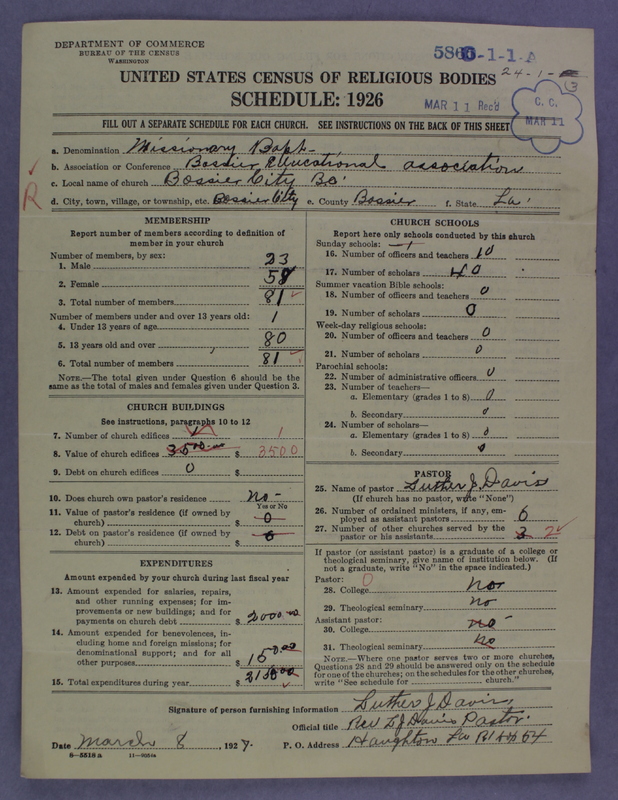 DEPARTMENT OF COMMERCE
BUREAU OF THE CENSUS
WASHINGTON
5866-1-1-A
24-1-
13
UNITED STATES CENSUS OF RELIGIOUS BODIES
SCHEDULE: 1926
MAR 11 Rec'd
C. C.
MAR 11
FILL OUT A SEPARATE SCHEDULE FOR EACH CHURCH. SEE INSTRUCTIONS ON THE BACK OF THIS SHEET
a. Denomination Missionary Bapt-
b. Association or Conference Bossier Educational association
c. Local name of church Bossier City Ba
R
d. City, town, village, or township, etc. Bossier City e. County Bossier f. State La.
MEMBERSHIP
Report number of members according to definition of
member in your church
Number of members, by sex:
1. Male 23
2. Female 58
3. Total number of members 81
Number of members under and over 13 years old:
4. Under 13 years of age 1
5. 13 years old and over 80
6. Total number of members 81
NOTE.—The total given under Question 6 should be the
same as the total of males and females given under Question 3.
CHURCH BUILDINGS
See instructions, paragraphs 10 to 12
7. Number of church edifices 1 1
8. Value of church edifices 3500.00 $ 3500
9. Debt on church edifices 0 $
10. Does church own pastor's residence No-
Yes or No
11. Value of pastor's residence (if owned by
church) $ 0
12. Debt on pastor's residence (if owned by
church) $ 0
EXPENDITURES
Amount expended by your church during last fiscal year
13. Amount expended for salaries, repairs,
and other running expenses; for im-
provements or new buildings; and for
payments on church debt $ 2000.00
14. Amount expended for benevolences, in-
cluding home and foreign missions; for
denominational support; and for all
other purposes 150.00
15. Total expenditures during year $ 2150.00
CHURCH SCHOOLS
Report here only schools conducted by this church
Sunday schools: —1
16. Number of officers and teachers 10
17. Number of scholars 40
Summer vacation Bible schools:
18. Number of officers and teachers 0
19. Number of scholars 0
Week-day religious schools:
20. Number of officers and teachers 0
21. Number of scholars 0
Parochial schools:
22. Number of administrative officers 0
23. Number of teachers—
a. Elementary (grades 1 to 8) 0
b. Secondary 0
24. Number of scholars—
a. Elementary (grades 1 to 8) 0
b. Secondary 0
PASTOR
25. Name of pastor Luther J. Davis
(If church has no pastor, write "None")
26. Number of ordained ministers, if any, em-
ployed as assistant pastors 6
27. Number of other churches served by the
pastor or his assistants 3 2
If pastor (or assistant pastor) is a graduate of a college or
theological seminary, give name of institution below. (If
not a graduate, write "No" in the space indicated.)
Pastor: 0
28. College no
29. Theological seminary no
Assistant pastor:
30. College no
31. Theological seminary no
NOTE.—Where one pastor serves two or more churches,
Questions 28 and 29 should be answered only on the schedule
for one of the churches; on the schedules for the other churches,
write "See schedule for church."
Signature of person furnishing information Luther J. Davis,
Official title Rev L J Davis Pastor.
Date March 8, 1927. P. O. Address Haughton La R1 54
8—5518 a